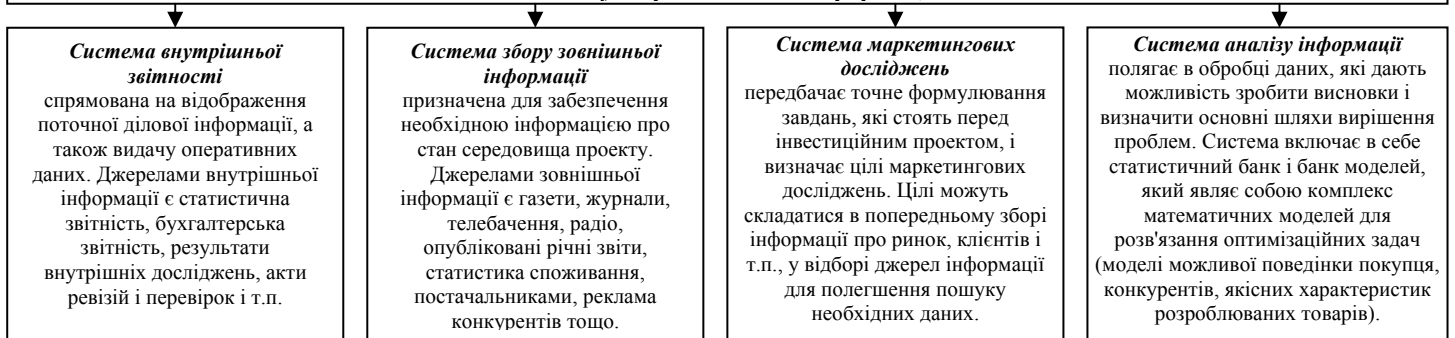 Система внутрішньої
звітності
спрямована на відображення
поточної ділової інформації, а
також видачу оперативних
даних. Джерелами внутрішньої
інформації є статистична
звітність, бухгалтерська
звітність, результати
внутрішніх досліджень, акти
ревізій і перевірок і т.п.
Система збору зовнішньої
інформації
призначена для забезпечення
необхідною інформацією про
стан середовища проекту.
Джерелами зовнішньої
інформації є газети, журнали,
телебачення, радіо,
опубліковані річні звіти,
статистика споживання,
постачальниками, реклама
конкурентів тощо.
Система маркетингових
досліджень
передбачає точне формулювання
завдань, які стоять перед
інвестиційним проектом, і
визначає цілі маркетингових
досліджень. Цілі можуть
складатися в попередньому зборі
інформації про ринок, клієнтів і
т.п., у відборі джерел інформації
для полегшення пошуку
необхідних даних.
Система аналізу інформації
полягає в обробці даних, які дають
можливість зробити висновки і
визначити основні шляхи вирішення
проблем. Система включає в себе
статистичний банк і банк моделей,
який являє собою комплекс
математичних моделей для
розв'язання оптимізаційних задач
(моделі можливої поведінки покупця,
конкурентів, якісних характеристик
розроблюваних товарів).